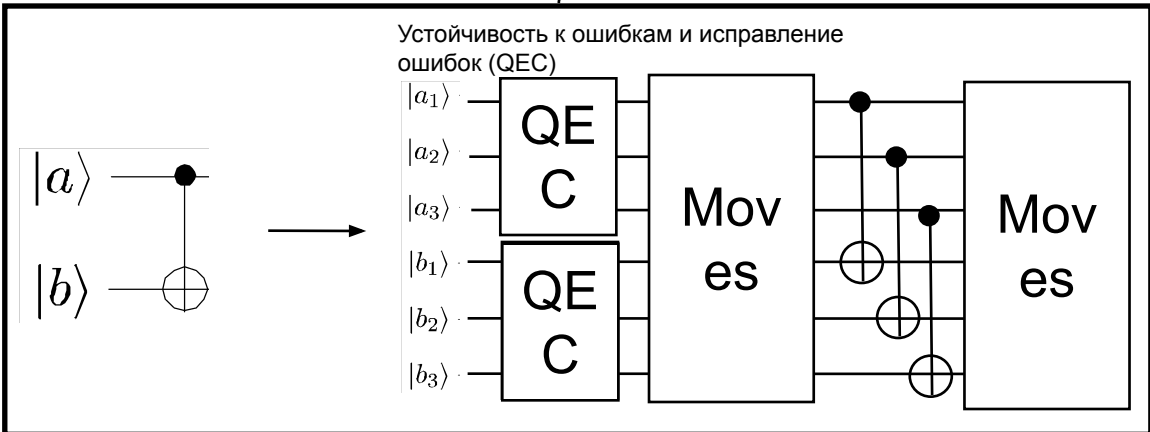 Устойчивость к ошибкам и исправление
ошибок (QEC)
|a⟩
|b⟩
|a₁⟩
|a₂⟩
|a₃⟩
|b₁⟩
|b₂⟩
|b₃⟩
QE
C
QE
C
Mov
es
Mov
es